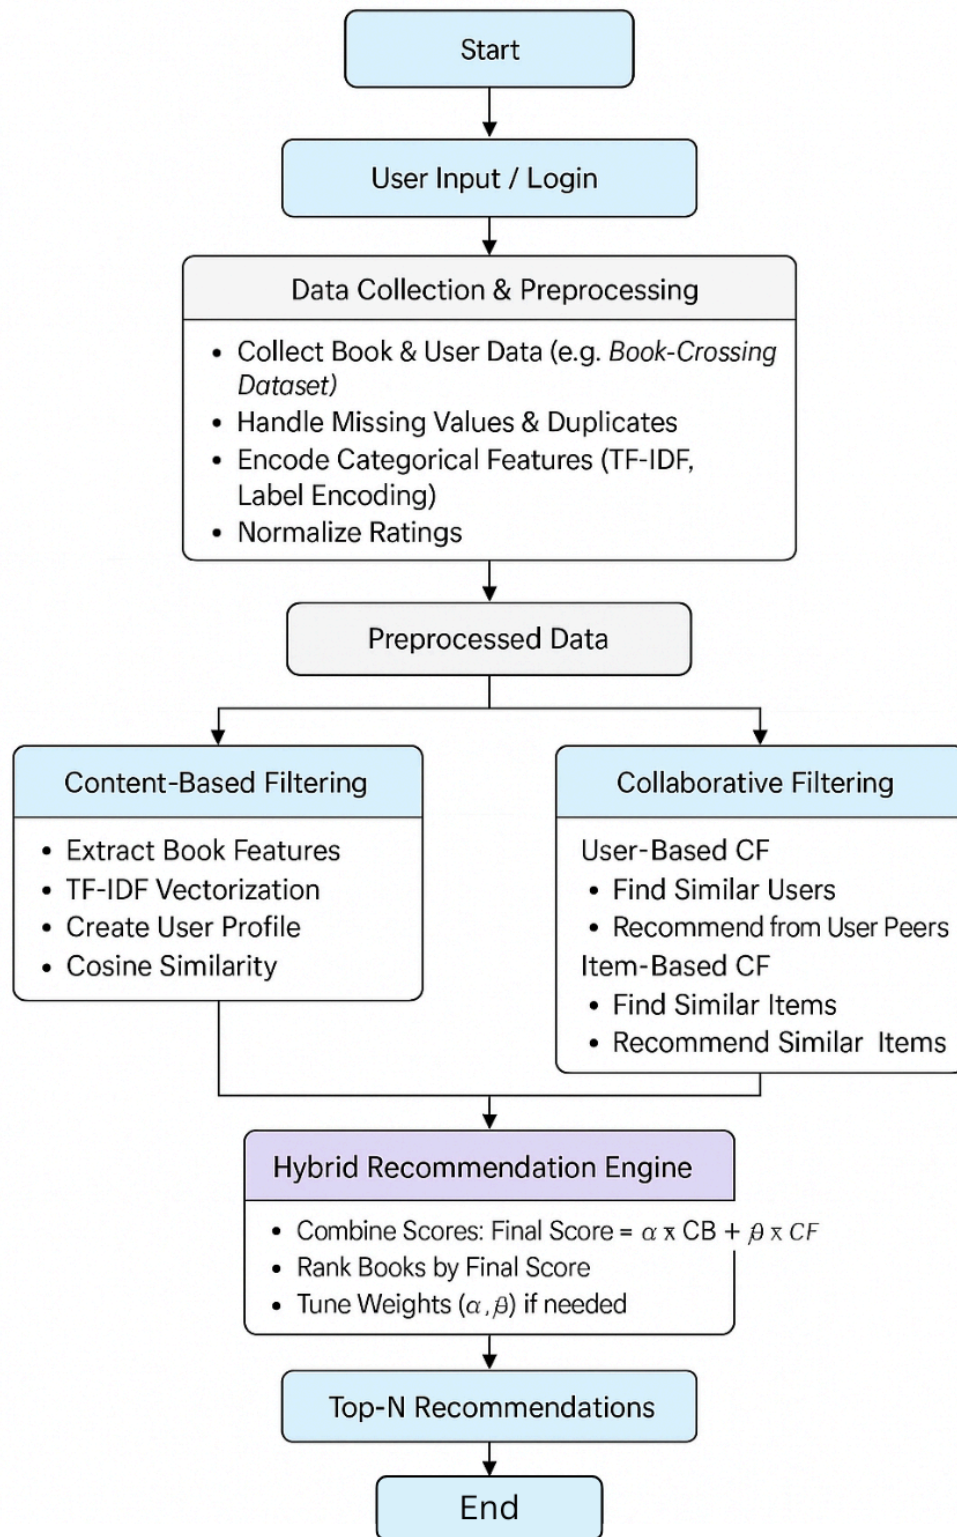 Start
User Input / Login
Data Collection & Preprocessing
• Collect Book & User Data (e.g. Book-Crossing
Dataset)
• Handle Missing Values & Duplicates
• Encode Categorical Features (TF-IDF,
Label Encoding)
• Normalize Ratings
Preprocessed Data
Content-Based Filtering
• Extract Book Features
• TF-IDF Vectorization
• Create User Profile
• Cosine Similarity
Collaborative Filtering
User-Based CF
• Find Similar Users
• Recommend from User Peers
Item-Based CF
• Find Similar Items
• Recommend Similar Items
Hybrid Recommendation Engine
• Combine Scores: Final Score = α x CB + β x CF
• Rank Books by Final Score
• Tune Weights (α, β) if needed
Top-N Recommendations
End